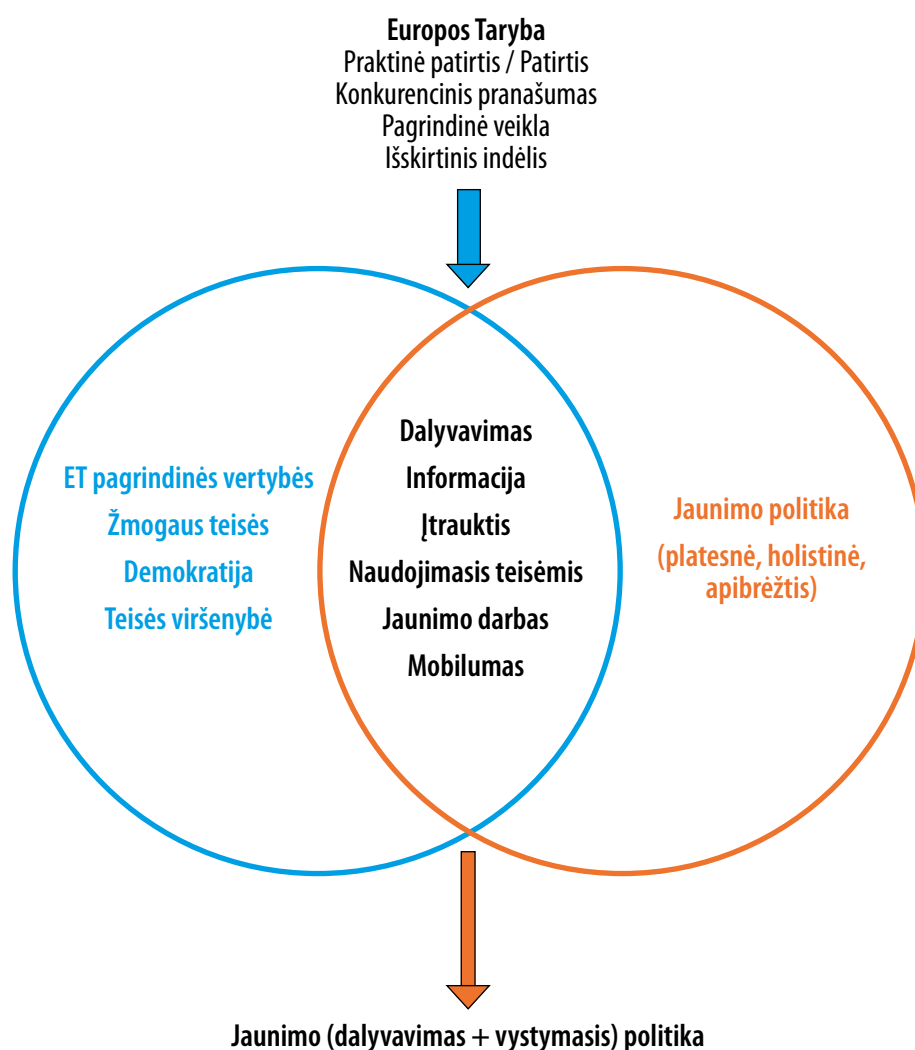 Europos Taryba
Praktinė patirtis / Patirtis
Konkurencinis pranašumas
Pagrindinė veikla
Išskirtinis indėlis
ET pagrindinės vertybės
Žmogaus teisės
Demokratija
Teisės viršenybė
Dalyvavimas
Informacija
Įtrauktis
Naudojimasis teisėmis
Jaunimo darbas
Mobilumas
Jaunimo politika
(platesnė, holistinė,
apibrėžtis)
Jaunimo (dalyvavimas + vystymasis) politika